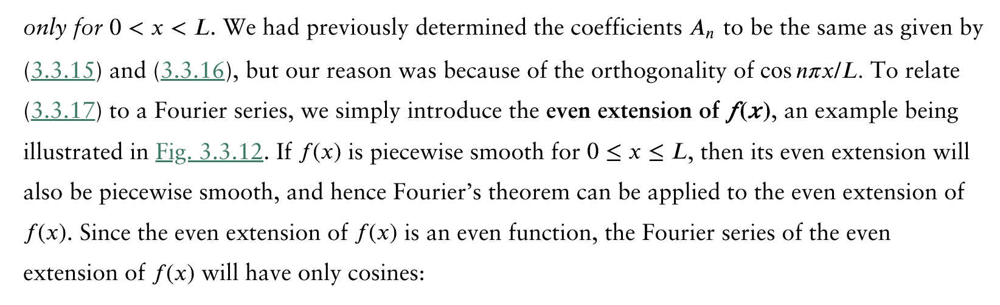 only for 0 < x < L. We had previously determined the coefficients Aₙ to be the same as given by
(3.3.15) and (3.3.16), but our reason was because of the orthogonality of cos nπx/L. To relate
(3.3.17) to a Fourier series, we simply introduce the even extension of f(x), an example being
illustrated in Fig. 3.3.12. If f(x) is piecewise smooth for 0 ≤ x ≤ L, then its even extension will
also be piecewise smooth, and hence Fourier’s theorem can be applied to the even extension of
f(x). Since the even extension of f(x) is an even function, the Fourier series of the even
extension of f(x) will have only cosines: